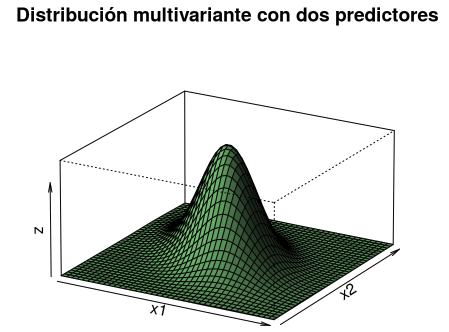 Distribución multivariante con dos predictores
z
x1
x2